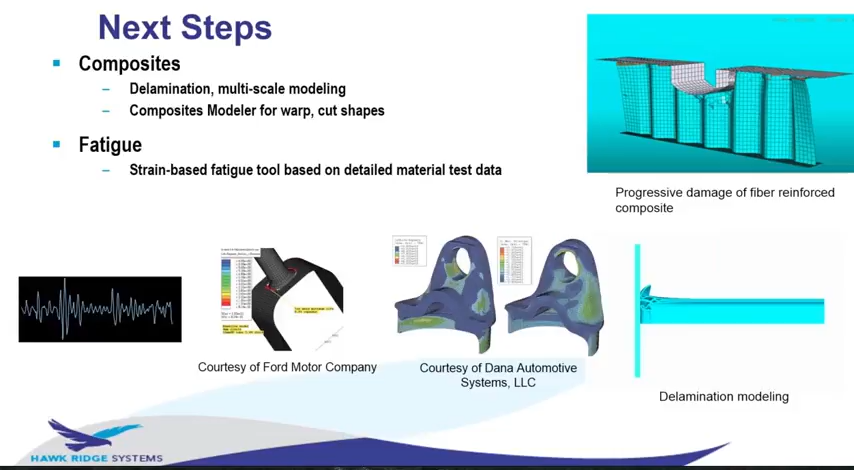 Next Steps
Composites
– Delamination, multi-scale modeling
– Composites Modeler for warp, cut shapes
Fatigue
– Strain-based fatigue tool based on detailed material test data
Progressive damage of fiber reinforced
composite
Courtesy of Ford Motor Company
Courtesy of Dana Automotive
Systems, LLC
Delamination modeling
HAWK RIDGE SYSTEMS